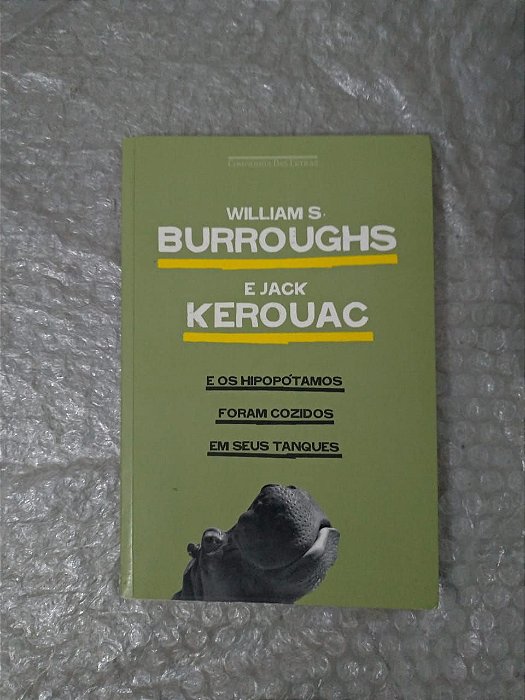 COMPANHIA DAS LETRAS
WILLIAM S.
BURROUGHS
E JACK
KEROUAC
E OS HIPOPÓTAMOS
FORAM COZIDOS
EM SEUS TANQUES